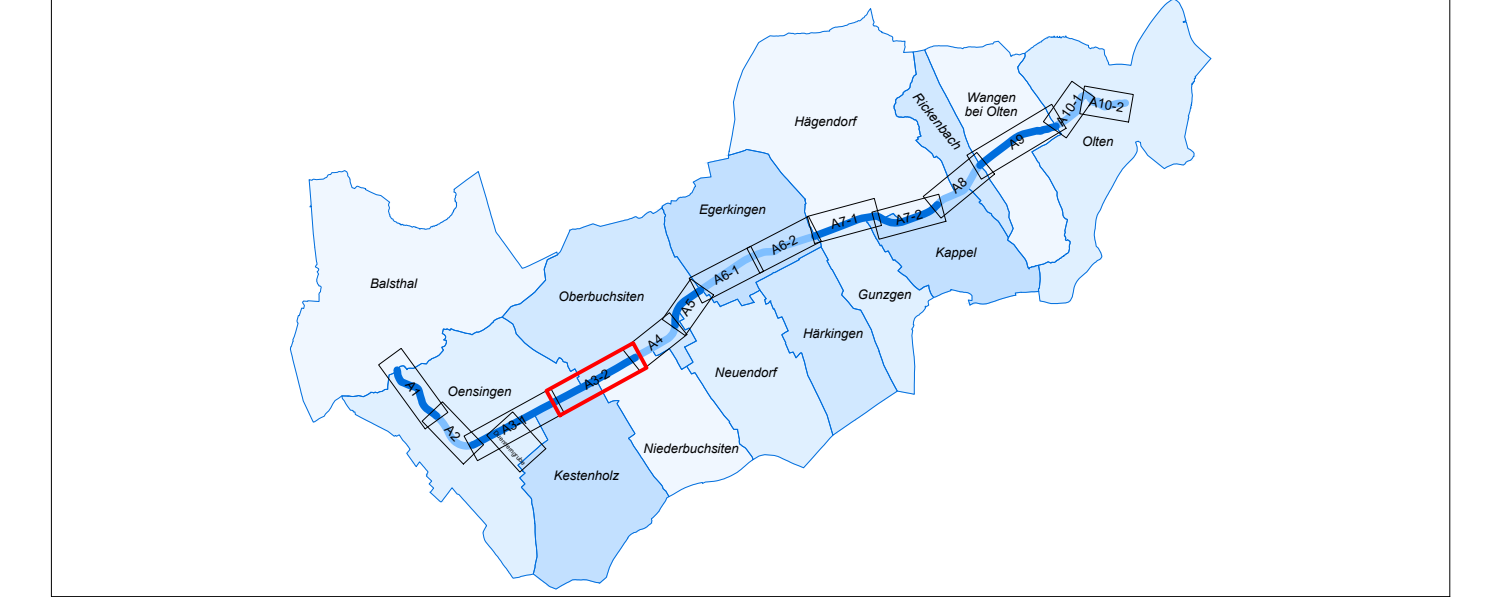 Wangen
bei Olten
Rickenbach
Hägendorf
A10-1
A10-2
A9
Olten
A8
Egerkingen
A7-1
A7-2
A6-2
Kappel
A6-1
Balsthal
Oberbuchsiten
Gunzgen
A5
Härkingen
A4
Neuendorf
A3-2
Oensingen
A1
A3-1
A2
Niederbuchsiten
Kestenholz